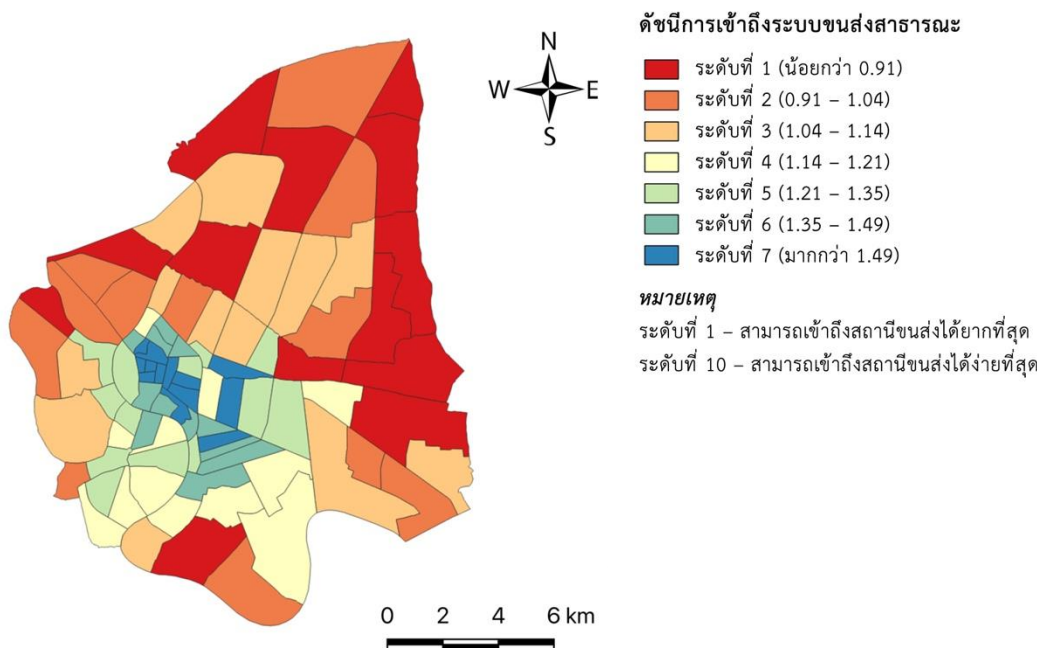 ดัชนีการเข้าถึงระบบขนส่งสาธารณะ
ระดับที่ 1 (น้อยกว่า 0.91)
ระดับที่ 2 (0.91 – 1.04)
ระดับที่ 3 (1.04 – 1.14)
ระดับที่ 4 (1.14 – 1.21)
ระดับที่ 5 (1.21 – 1.35)
ระดับที่ 6 (1.35 – 1.49)
ระดับที่ 7 (มากกว่า 1.49)
หมายเหตุ
ระดับที่ 1 – สามารถเข้าถึงสถานีขนส่งได้ยากที่สุด
ระดับที่ 10 – สามารถเข้าถึงสถานีขนส่งได้ง่ายที่สุด
N
W E
S
0 2 4 6 km